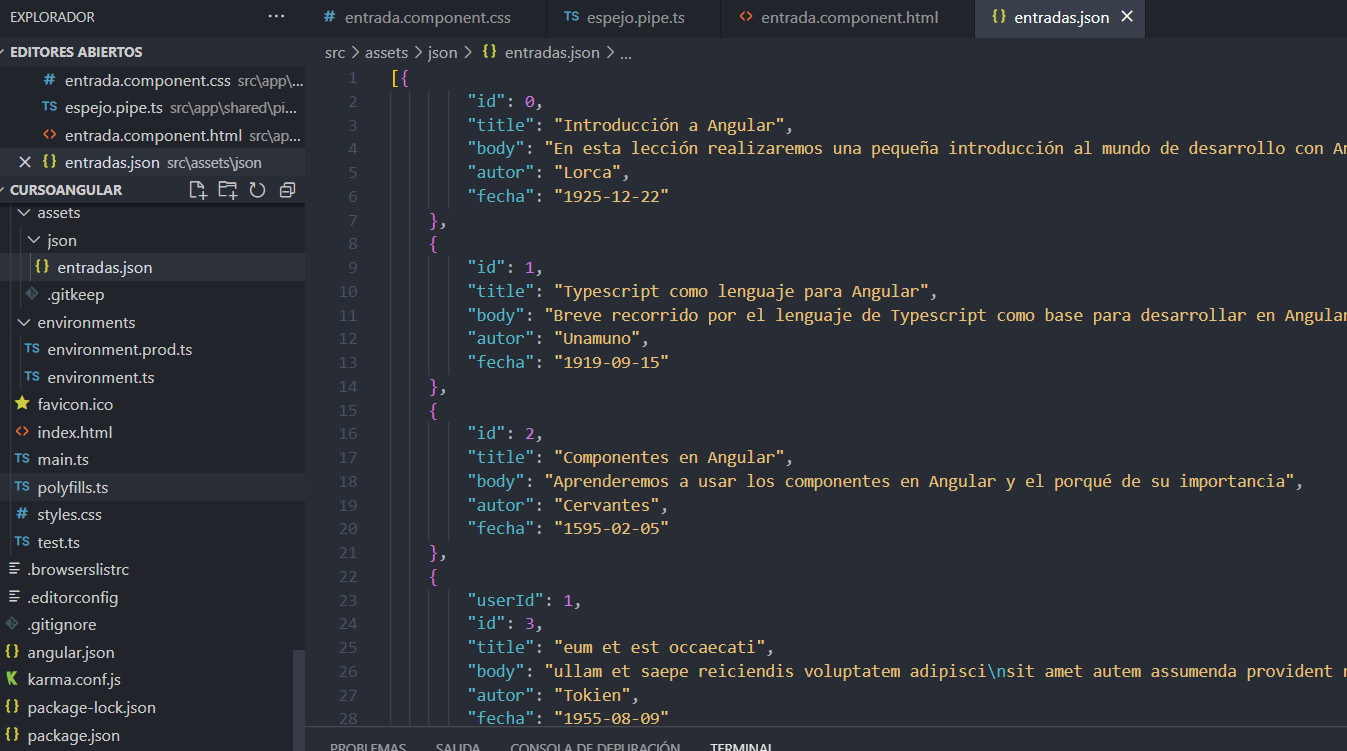 EXPLORADOR ···
EDITORES ABIERTOS
# entrada.component.css src\app\...
TS espejo.pipe.ts src\app\shared\pi...
<> entrada.component.html src\ap...
{} entradas.json src\assets\json
CURSOANGULAR
assets
json
{} entradas.json
.gitkeep
environments
TS environment.prod.ts
TS environment.ts
favicon.ico
<> index.html
TS main.ts
TS polyfills.ts
# styles.css
TS test.ts
.browserslistrc
.editorconfig
.gitignore
{} angular.json
K karma.conf.js
{} package-lock.json
{} package.json
# entrada.component.css TS espejo.pipe.ts <> entrada.component.html {} entradas.json
src > assets > json > {} entradas.json > ...
1 [{
2 "id": 0,
3 "title": "Introducción a Angular",
4 "body": "En esta lección realizaremos una pequeña introducción al mundo de desarrollo con
5 "autor": "Lorca",
6 "fecha": "1925-12-22"
7 },
8 {
9 "id": 1,
10 "title": "Typescript como lenguaje para Angular",
11 "body": "Breve recorrido por el lenguaje de Typescript como base para desarrollar en Angular
12 "autor": "Unamuno",
13 "fecha": "1919-09-15"
14 },
15 {
16 "id": 2,
17 "title": "Componentes en Angular",
18 "body": "Aprenderemos a usar los componentes en Angular y el porqué de su importancia",
19 "autor": "Cervantes",
20 "fecha": "1595-02-05"
21 },
22 {
23 "userId": 1,
24 "id": 3,
25 "title": "eum et est occaecati",
26 "body": "ullam et saepe reiciendis voluptatem adipisci\nsit amet autem assumenda provident
27 "autor": "Tokien",
28 "fecha": "1955-08-09"
PROBLEMAS SALIDA CONSOLA DE DEPURACIÓN TERMINAL